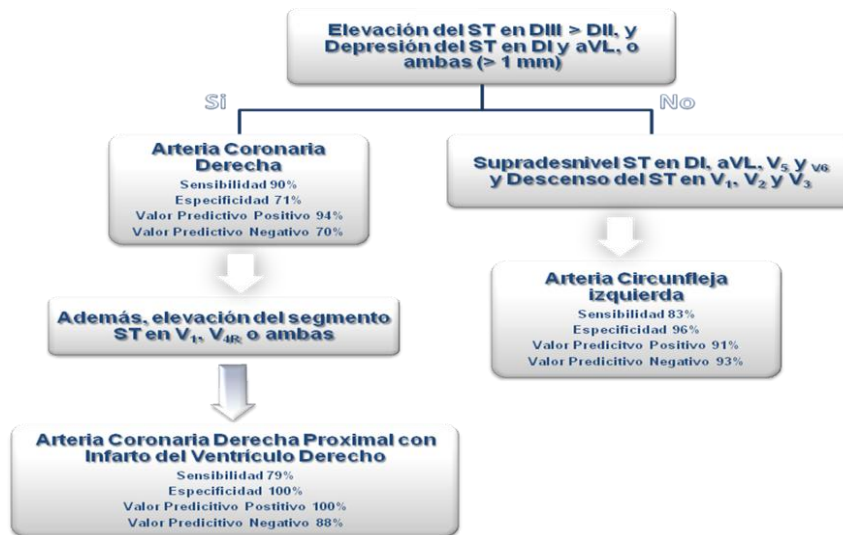 Elevación del ST en DIII > DII, y
Depresión del ST en DI y aVL, o
ambas (> 1 mm)
Si
No
Arteria Coronaria
Derecha
Sensibilidad 90%
Especificidad 71%
Valor Predictivo Positivo 94%
Valor Predictivo Negativo 70%
Supradesnivel ST en DI, aVL, V5 y V6
y Descenso del ST en V1, V2 y V3
Además, elevación del segmento
ST en V1, V4R, o ambas
Arteria Circunfleja
izquierda
Sensibilidad 83%
Especificidad 96%
Valor Predicitvo Positivo 91%
Valor Predicitivo Negativo 93%
Arteria Coronaria Derecha Proximal con
Infarto del Ventrículo Derecho
Sensibilidad 79%
Especificidad 100%
Valor Predicitivo Postitivo 100%
Valor Predicitivo Negativo 88%